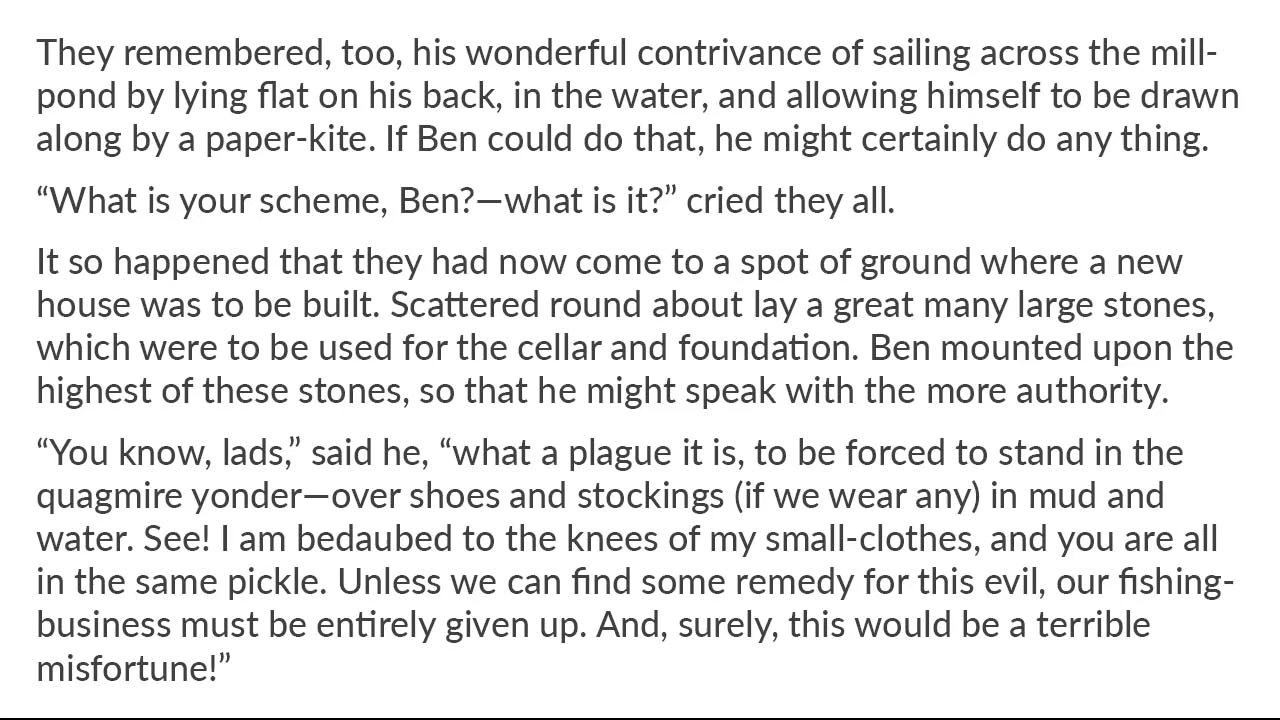 They remembered, too, his wonderful contrivance of sailing across the mill-
pond by lying flat on his back, in the water, and allowing himself to be drawn
along by a paper-kite. If Ben could do that, he might certainly do any thing.
“What is your scheme, Ben?—what is it?” cried they all.
It so happened that they had now come to a spot of ground where a new
house was to be built. Scattered round about lay a great many large stones,
which were to be used for the cellar and foundation. Ben mounted upon the
highest of these stones, so that he might speak with the more authority.
“You know, lads,” said he, “what a plague it is, to be forced to stand in the
quagmire yonder—over shoes and stockings (if we wear any) in mud and
water. See! I am bedaubed to the knees of my small-clothes, and you are all
in the same pickle. Unless we can find some remedy for this evil, our fishing-
business must be entirely given up. And, surely, this would be a terrible
misfortune!”